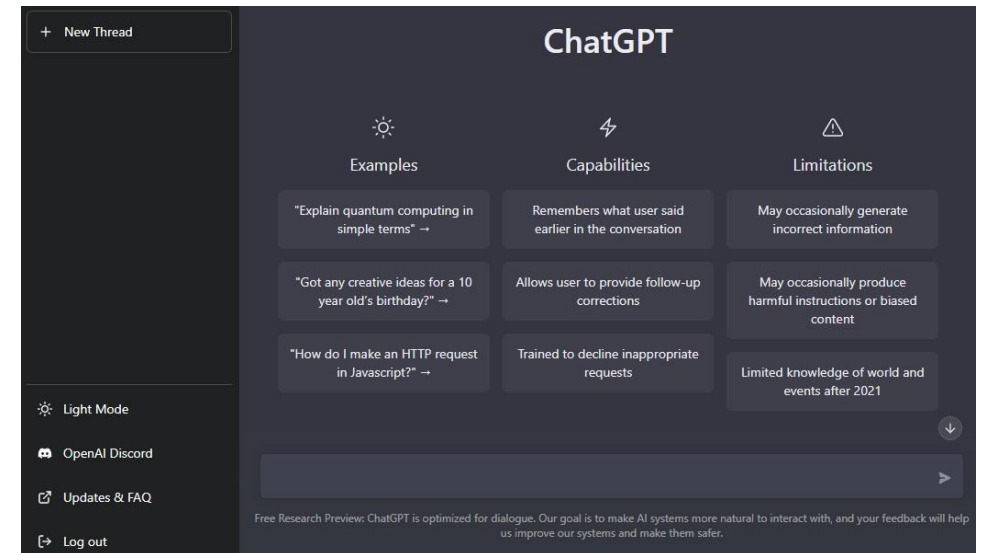 New Thread
Light Mode
OpenAI Discord
Updates & FAQ
Log out
ChatGPT
Examples
"Explain quantum computing in
simple terms" →
"Got any creative ideas for a 10
year old's birthday?" →
"How do I make an HTTP request
in Javascript?" →
Capabilities
Remembers what user said
earlier in the conversation
Allows user to provide follow-up
corrections
Trained to decline inappropriate
requests
Limitations
May occasionally generate
incorrect information
May occasionally produce
harmful instructions or biased
content
Limited knowledge of world and
events after 2021
Free Research Preview: ChatGPT is optimized for dialogue. Our goal is to make AI systems more natural to interact with, and your feedback will help
us improve our systems and make them safer.